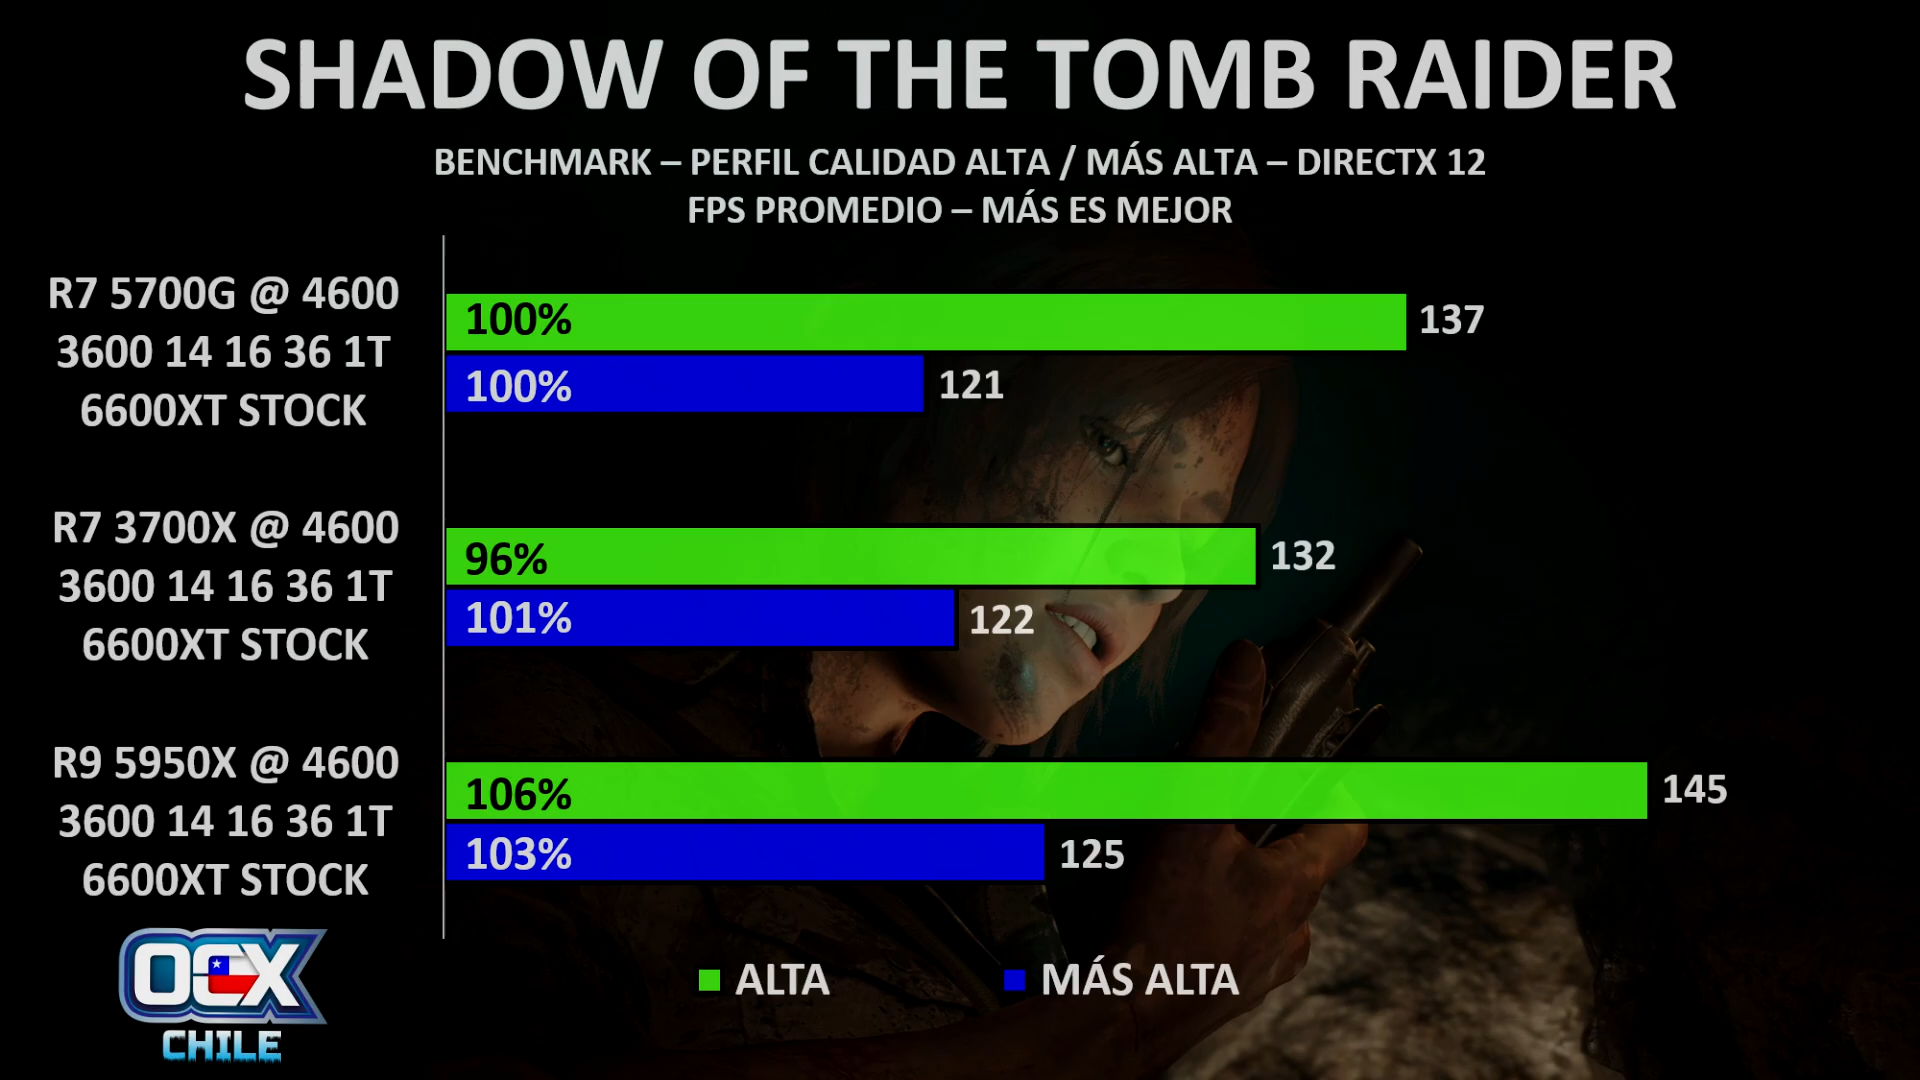 SHADOW OF THE TOMB RAIDER
BENCHMARK – PERFIL CALIDAD ALTA / MÁS ALTA – DIRECTX 12
FPS PROMEDIO – MÁS ES MEJOR
R7 5700G @ 4600
3600 14 16 36 1T
6600XT STOCK
100%
137
100%
121
R7 3700X @ 4600
3600 14 16 36 1T
6600XT STOCK
96%
132
101%
122
R9 5950X @ 4600
3600 14 16 36 1T
6600XT STOCK
106%
145
103%
125
ALTA
MÁS ALTA
OCX
CHILE